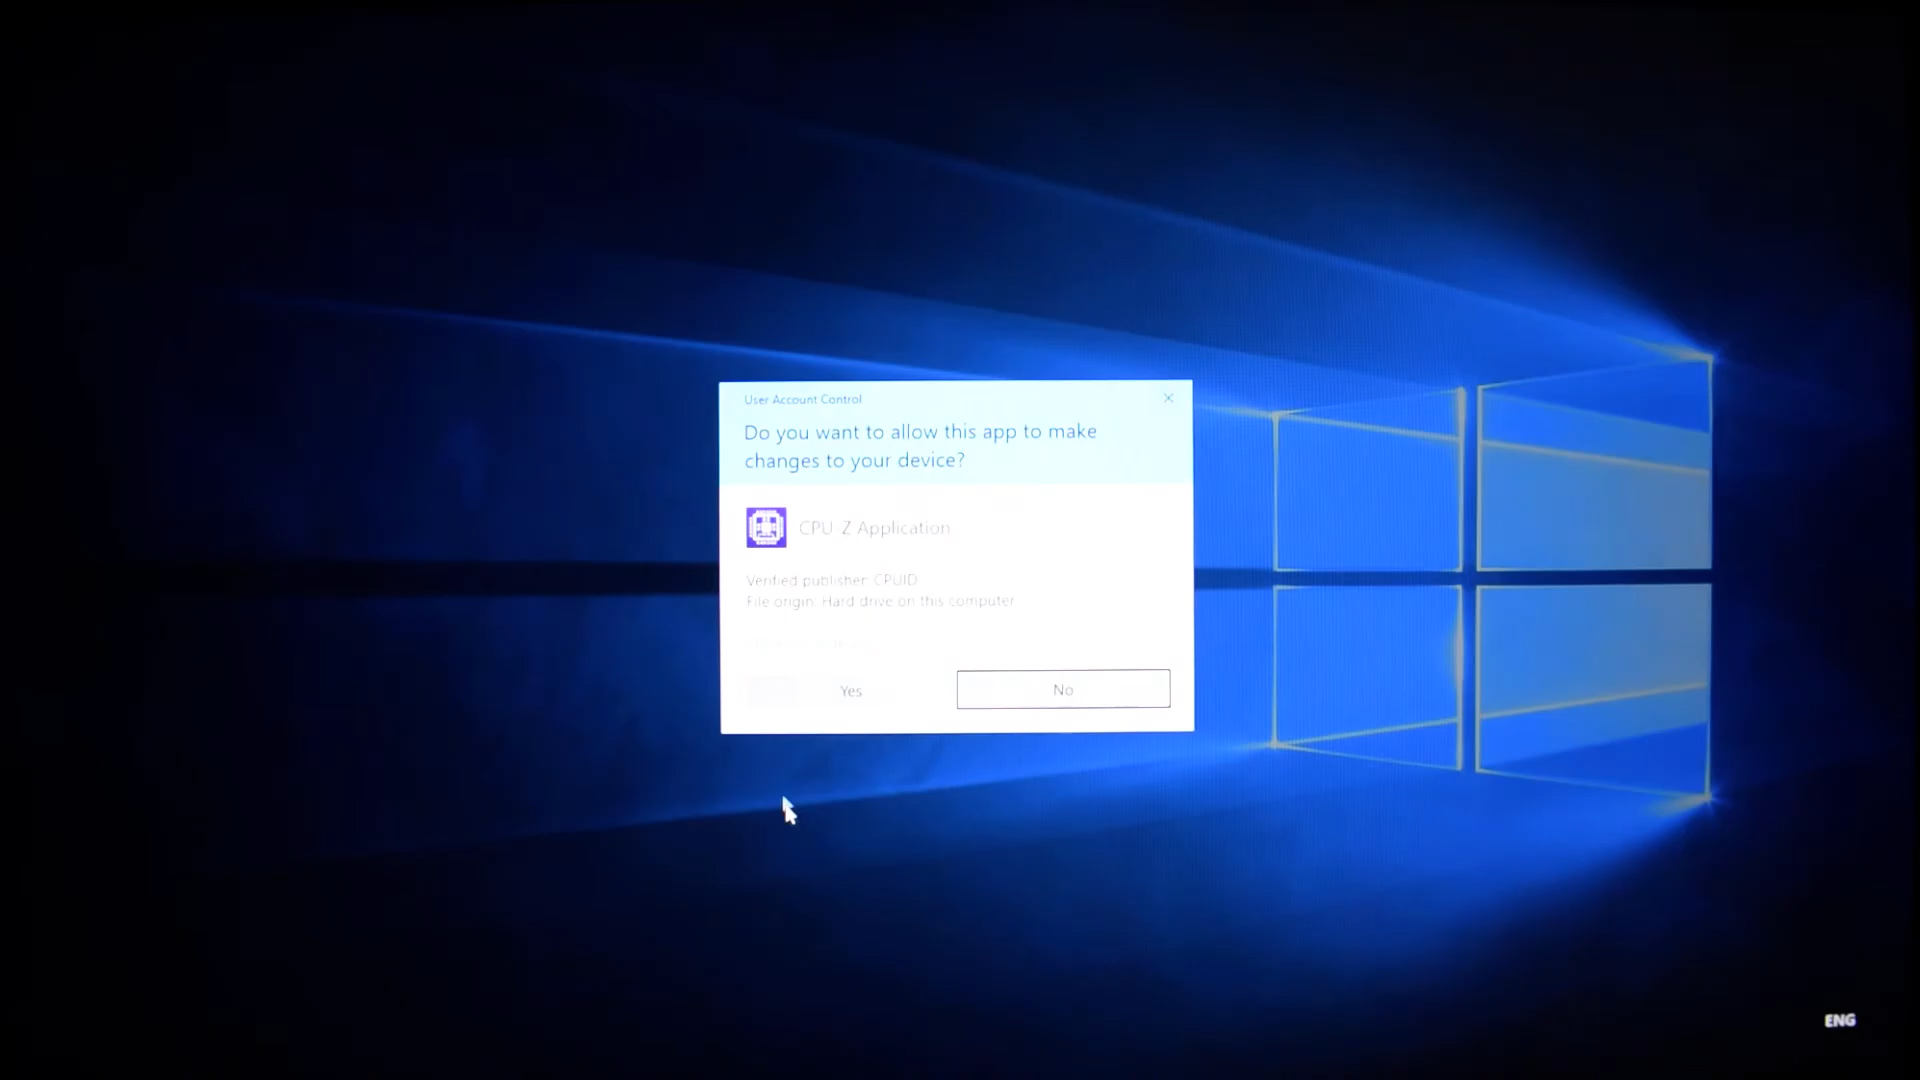 User Account Control
Do you want to allow this app to make
changes to your device?
CPU-Z Application
Verified publisher: CPUID
File origin: Hard drive on this computer
Yes
No
ENG